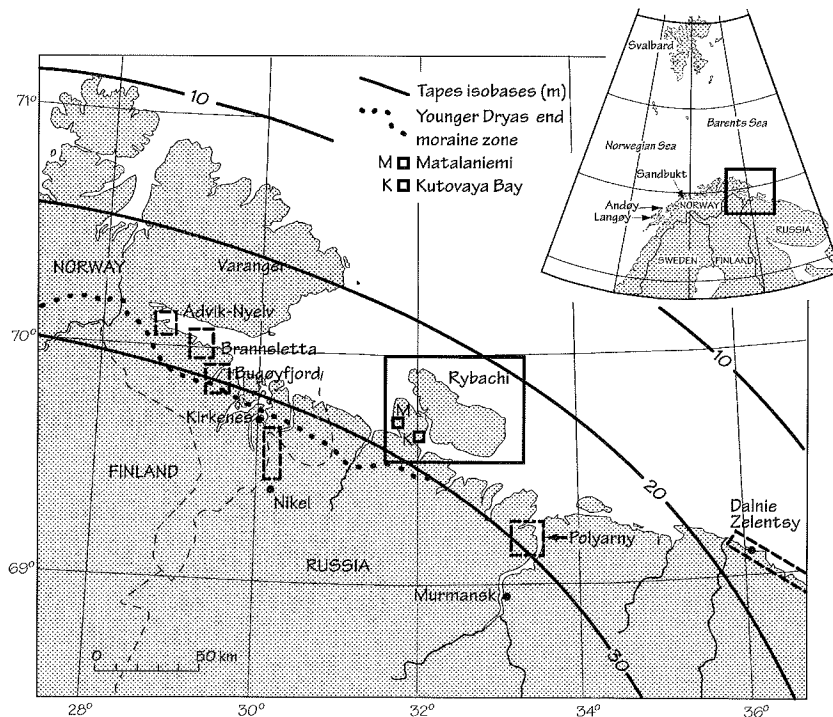 71°
70°
69°
28°
30°
32°
34°
36°
10
Tapes isobases (m)
Younger Dryas end
moraine zone
M Matalaniemi
K Kutovaya Bay
Svalbard
Barents Sea
Norwegian Sea
Sandbukt
Andøy
Langøy
NORWAY
RUSSIA
SWEDEN
FINLAND
NORWAY
Varanger
Advik-Nyelv
Brannsletta
Bugøyfjord
Kirkenes
Rybachi
M
K
10
FINLAND
Nikel
20
Dalnie
Zelentsy
Polyarny
RUSSIA
Murmansk
30
0 50 km